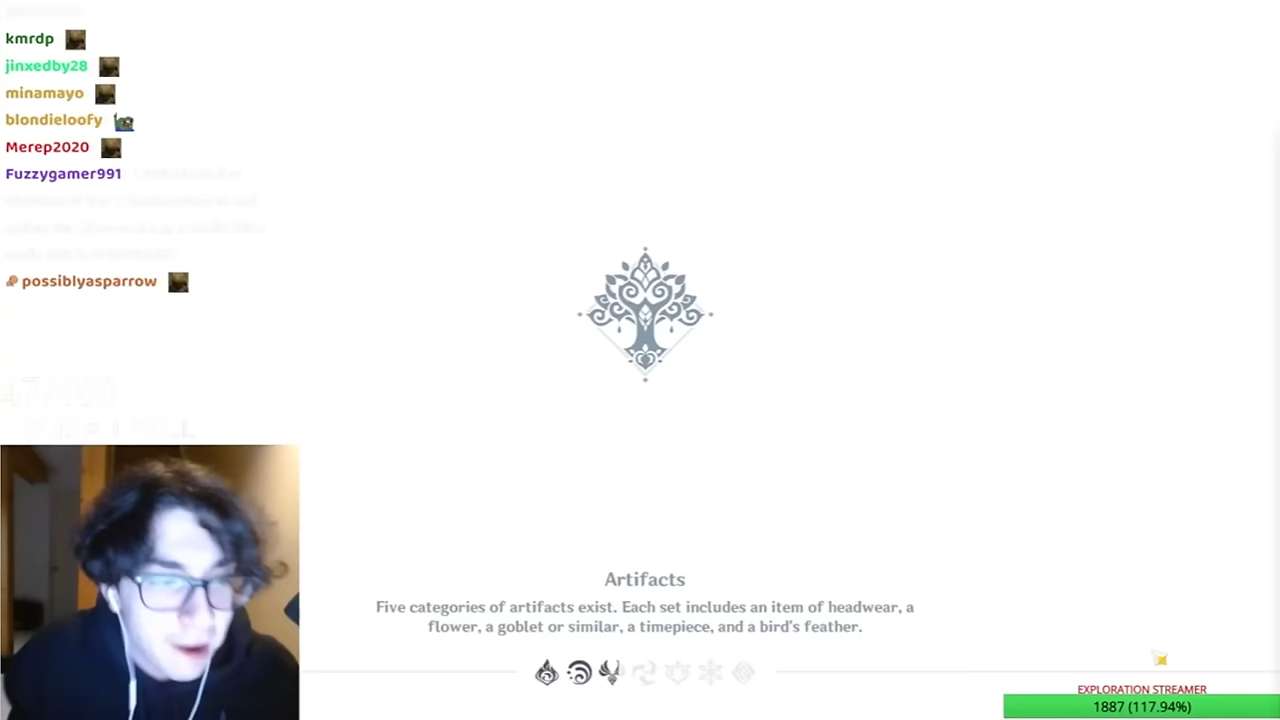 kmrdp
jinxedby28
minamayo
blondieloofy
Merep2020
Fuzzygamer991
possiblyasparrow
Artifacts
Five categories of artifacts exist. Each set includes an item of headwear, a
flower, a goblet or similar, a timepiece, and a bird's feather.
EXPLORATION STREAMER
1887 (117.94%)